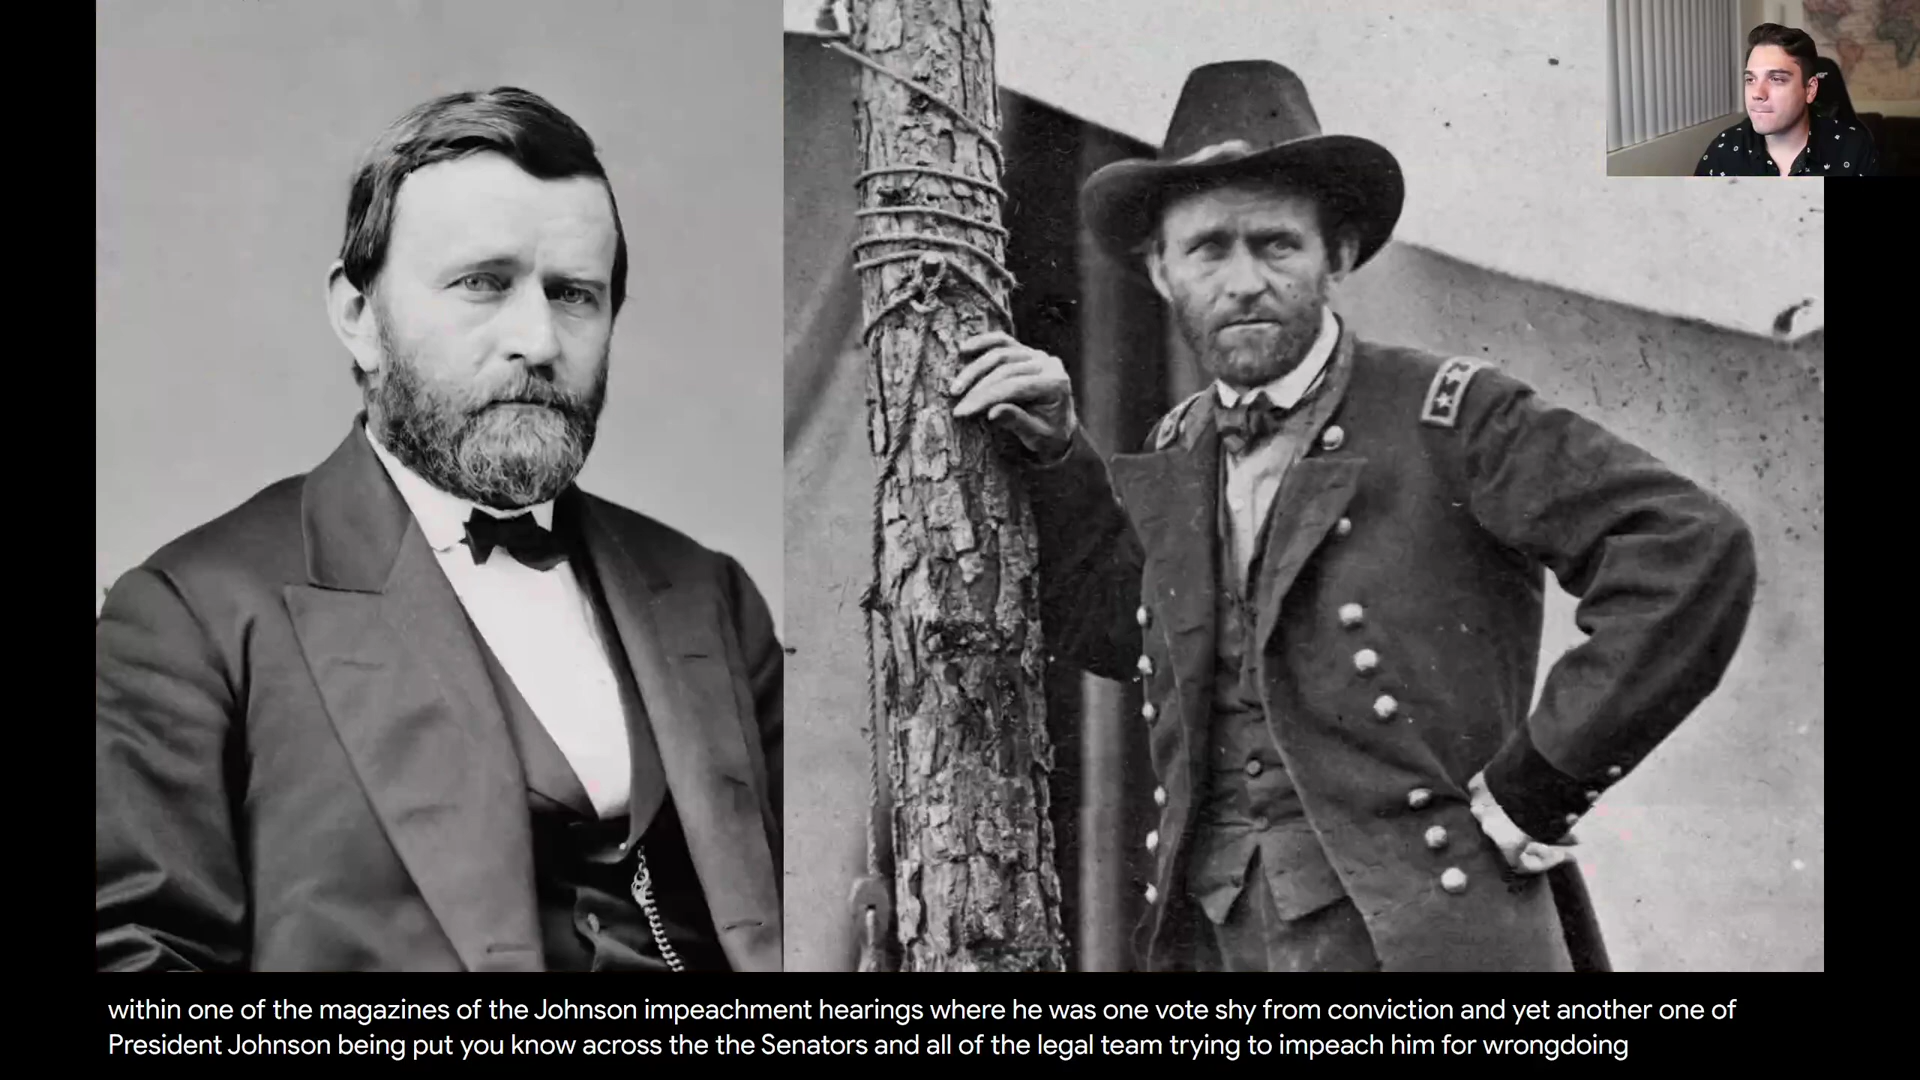 within one of the magazines of the Johnson impeachment hearings where he was one vote shy from conviction and yet another one of
President Johnson being put you know across the the Senators and all of the legal team trying to impeach him for wrongdoing